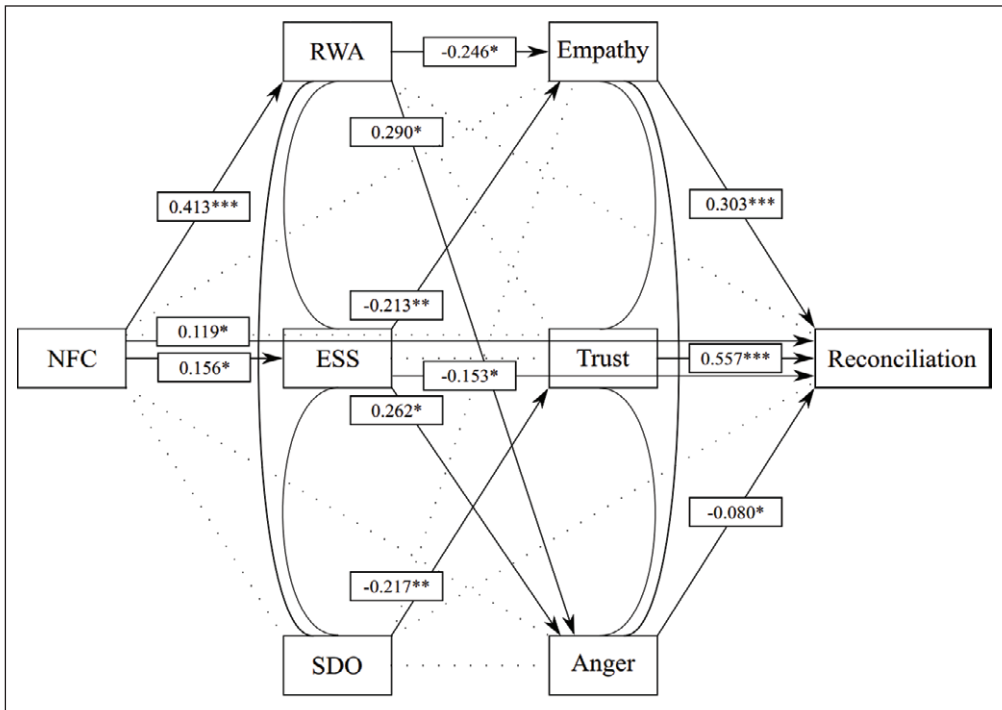 RWA
-0.246*
Empathy
0.290*
0.413***
0.303***
-0.213**
NFC
0.119*
0.156*
ESS
-0.153*
Trust
0.557***
Reconciliation
0.262*
-0.080*
-0.217**
SDO
Anger